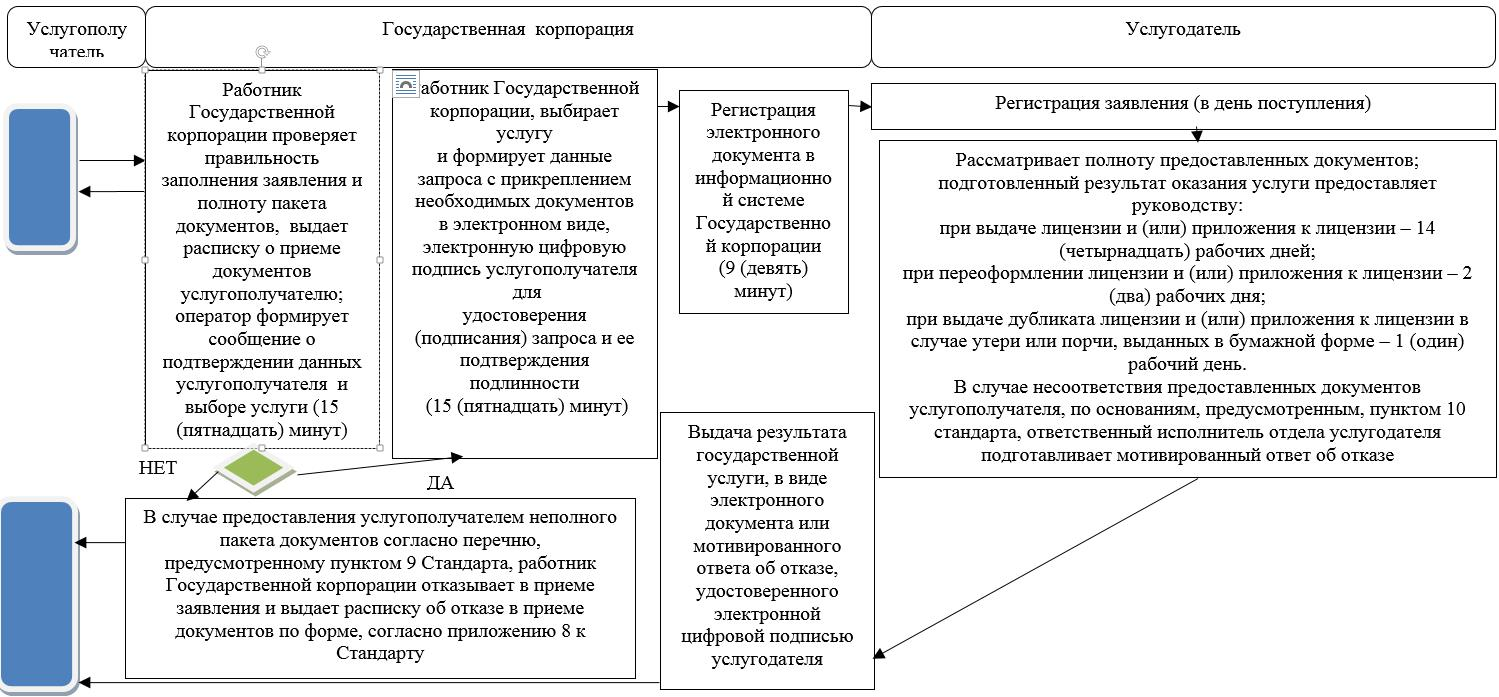 Услугополу
чатель
Государственная корпорация
Услугодатель
Работник
Государственной
корпорации проверяет
правильность
заполнения заявления и
полноту пакета
документов, выдает
расписку о приеме
документов
услугополучателю;
оператор формирует
сообщение о
подтверждении данных
услугополучателя и
выборе услуги (15
(пятнадцать) минут)
аботник Государственной
корпорации, выбирает
услугу
и формирует данные
запроса с прикреплением
необходимых документов
в электронном виде,
электронную цифровую
подпись услугополучателя
для
удостоверения
(подписания) запроса и ее
подтверждения
подлинности
(15 (пятнадцать) минут)
Регистрация
электронного
документа в
информационно
й системе
Государственно
й корпорации
(9 (девять)
минут)
Регистрация заявления (в день поступления)
Рассматривает полноту предоставленных документов;
подготовленный результат оказания услуги предоставляет
руководству:
при выдаче лицензии и (или) приложения к лицензии – 14
(четырнадцать) рабочих дней;
при переоформлении лицензии и (или) приложения к лицензии – 2
(два) рабочих дня;
при выдаче дубликата лицензии и (или) приложения к лицензии в
случае утери или порчи, выданных в бумажной форме – 1 (один)
рабочий день.
В случае несоответствия предоставленных документов
услугополучателя, по основаниям, предусмотренным, пунктом 10
стандарта, ответственный исполнитель отдела услугодателя
подготавливает мотивированный ответ об отказе
НЕТ
ДА
В случае предоставления услугополучателем неполного
пакета документов согласно перечню,
предусмотренному пунктом 9 Стандарта, работник
Государственной корпорации отказывает в приеме
заявления и выдает расписку об отказе в приеме
документов по форме, согласно приложению 8 к
Стандарту
Выдача результата
государственной
услуги, в виде
электронного
документа или
мотивированного
ответа об отказе,
удостоверенного
электронной
цифровой подписью
услугодателя